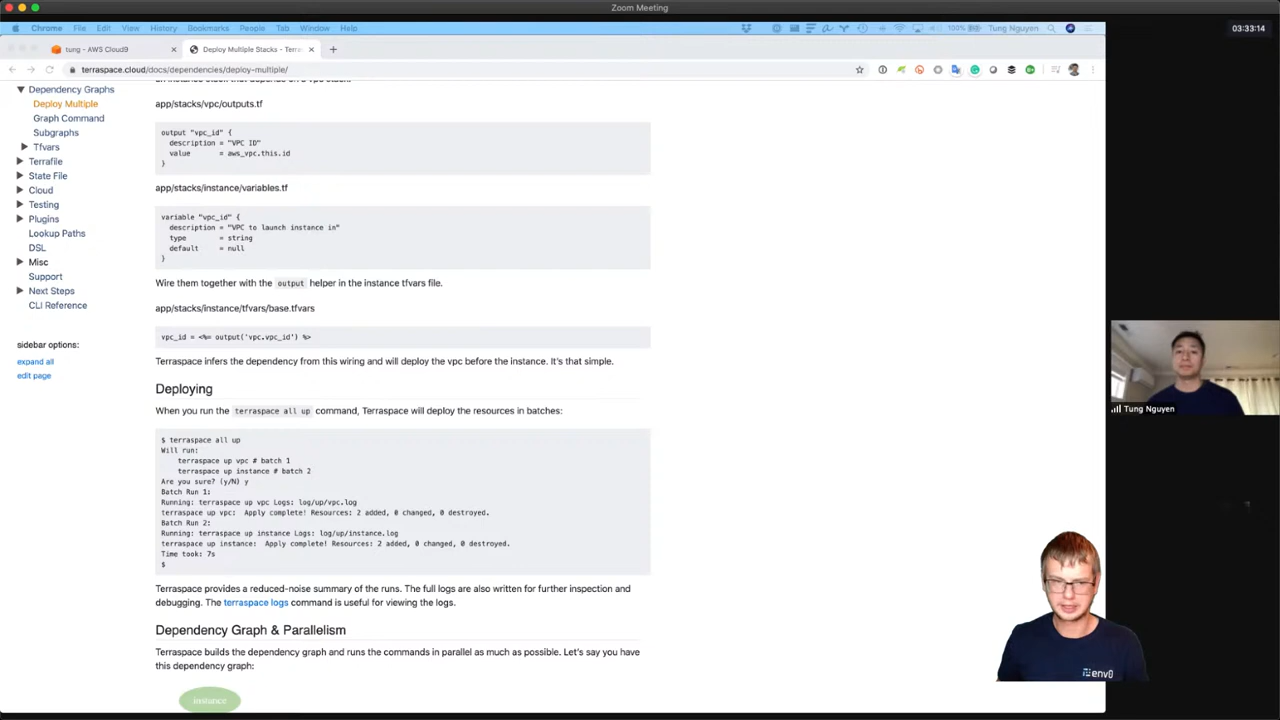 Zoom Meeting
Chrome File Edit View History Bookmarks People Tab Window Help
100% Tung Nguyen
03:33:14
tung - AWS Cloud9
Deploy Multiple Stacks - Terra
terraspace.cloud/docs/dependencies/deploy-multiple/
Dependency Graphs
Deploy Multiple
Graph Command
Subgraphs
Tfvars
Terrafile
State File
Cloud
Testing
Plugins
Lookup Paths
DSL
Misc
Support
Next Steps
CLI Reference
sidebar options:
expand all
edit page
an instance stack that depends on a vpc stack.
app/stacks/vpc/outputs.tf
output "vpc_id" {
description = "VPC ID"
value = aws_vpc.this.id
}
app/stacks/instance/variables.tf
variable "vpc_id" {
description = "VPC to launch instance in"
type = string
default = null
}
Wire them together with the output helper in the instance tfvars file.
app/stacks/instance/tfvars/base.tfvars
vpc_id = <%= output('vpc.vpc_id') %>
Terraspace infers the dependency from this wiring and will deploy the vpc before the instance. It's that simple.
Deploying
When you run the terraspace all up command, Terraspace will deploy the resources in batches:
$ terraspace all up
Will run:
terraspace up vpc # batch 1
terraspace up instance # batch 2
Are you sure? (y/N) y
Batch Run 1:
Running: terraspace up vpc Logs: log/up/vpc.log
terraspace up vpc: Apply complete! Resources: 2 added, 0 changed, 0 destroyed.
Batch Run 2:
Running: terraspace up instance Logs: log/up/instance.log
terraspace up instance: Apply complete! Resources: 2 added, 0 changed, 0 destroyed.
Time took: 7s
$
Terraspace provides a reduced-noise summary of the runs. The full logs are also written for further inspection and
debugging. The terraspace logs command is useful for viewing the logs.
Dependency Graph & Parallelism
Terraspace builds the dependency graph and runs the commands in parallel as much as possible. Let's say you have
this dependency graph:
instance
Tung Nguyen
env0